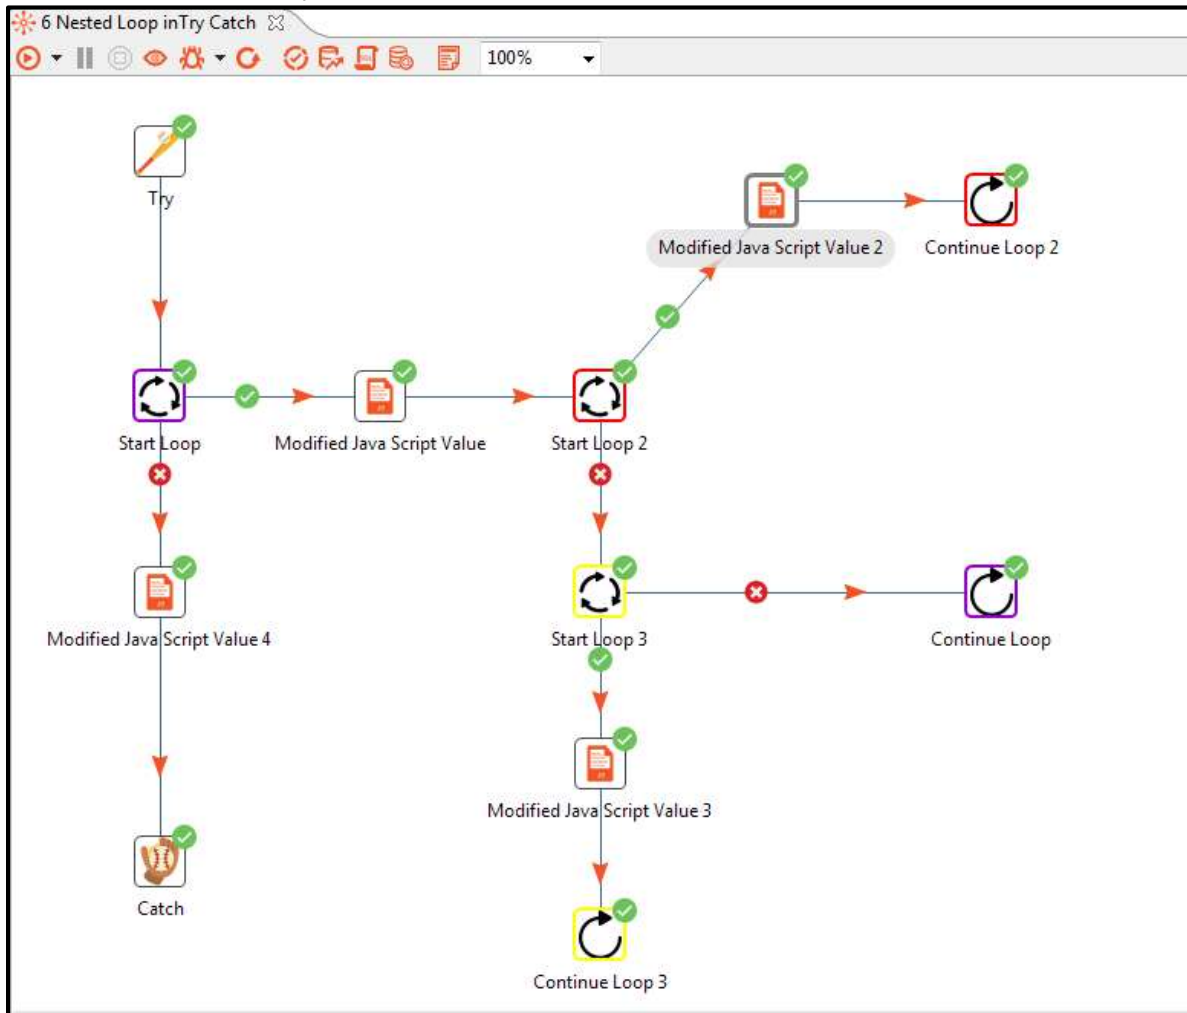 6 Nested Loop inTry Catch
100%
Try
Modified Java Script Value 2
Continue Loop 2
Start Loop
Modified Java Script Value
Start Loop 2
Modified Java Script Value 4
Start Loop 3
Continue Loop
Modified Java Script Value 3
Catch
Continue Loop 3